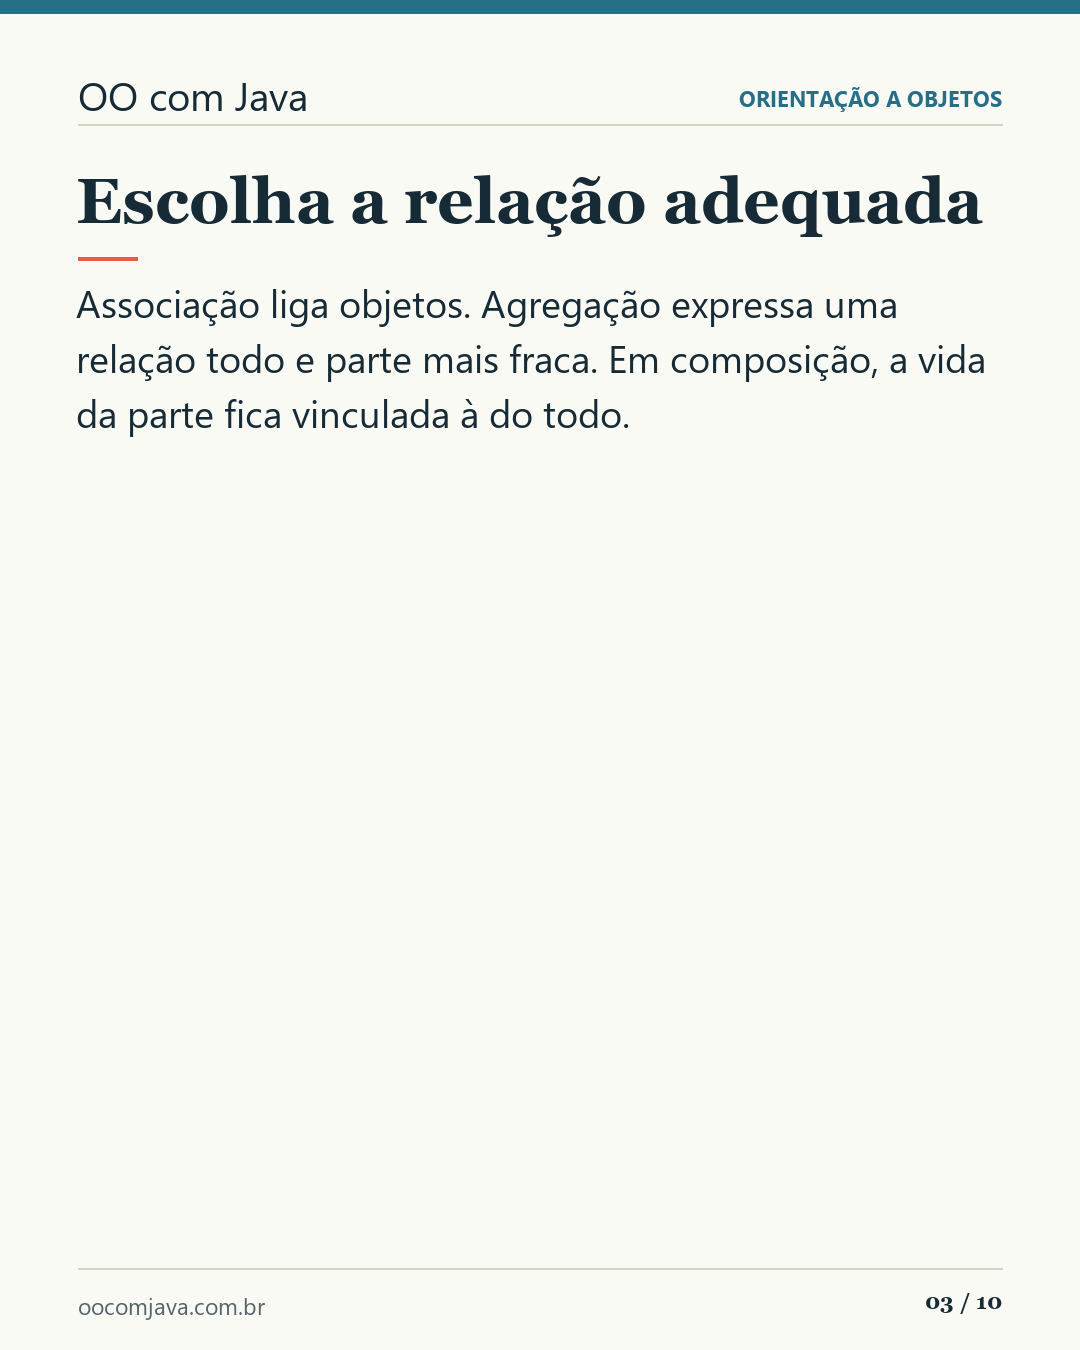 OO com Java
ORIENTAÇÃO A OBJETOS
Escolha a relação adequada
Associação liga objetos. Agregação expressa uma
relação todo e parte mais fraca. Em composição, a vida
da parte fica vinculada à do todo.
oocomjava.com.br
03 / 10